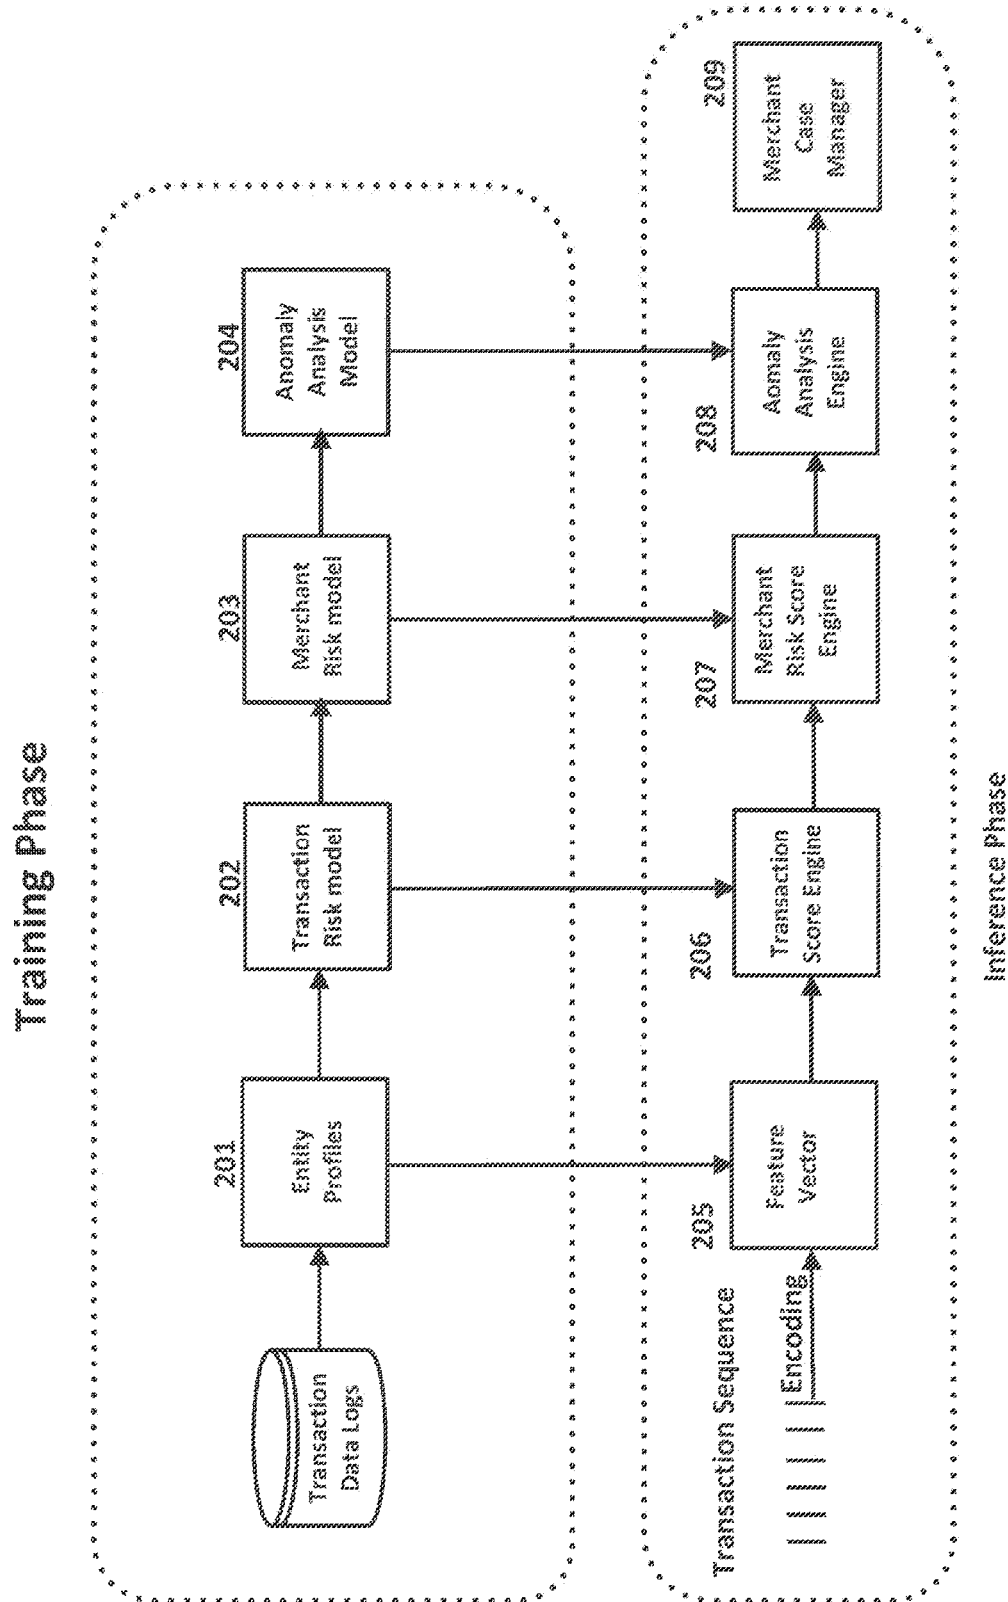 Training Phase
201
202
203
204
Transaction
Data Logs
Entity
Profiles
Transaction
Risk model
Merchant
Risk model
Anomaly
Analysis
Model
Transaction Sequence
Encoding
205
206
207
208
209
Feature
Vector
Transaction
Score Engine
Merchant
Risk Score
Engine
Aomaly
Analysis
Engine
Merchant
Case
Manager
Inference Phase